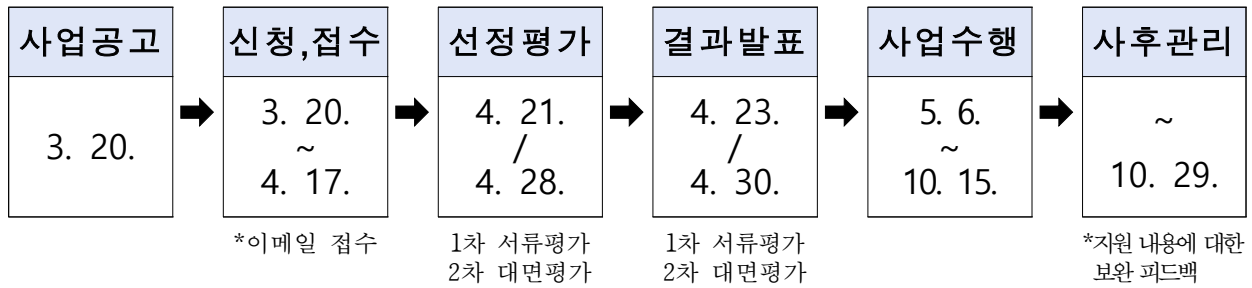 사업공고
3. 20.
신청,접수
3. 20.
~
4. 17.
*이메일 접수
선정평가
4. 21.
/
4. 28.
1차 서류평가
2차 대면평가
결과발표
4. 23.
/
4. 30.
1차 서류평가
2차 대면평가
사업수행
5. 6.
~
10. 15.
사후관리
~
10. 29.
*지원 내용에 대한
보완 피드백